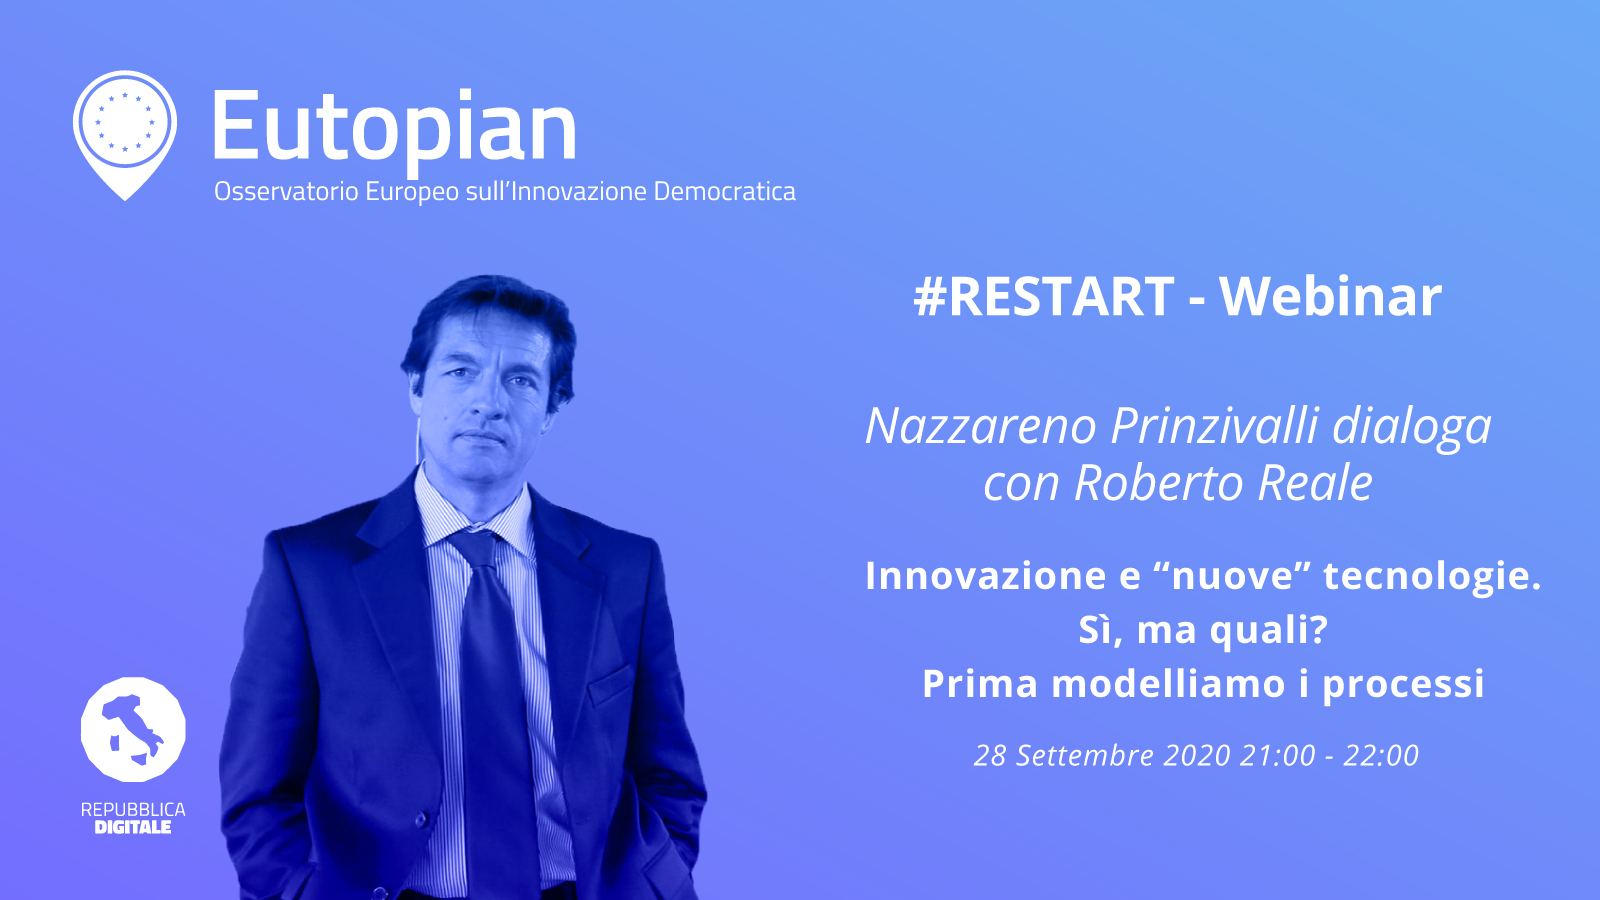 Eutopian
Osservatorio Europeo sull'Innovazione Democratica
#RESTART - Webinar
Nazzareno Prinzivalli dialoga
con Roberto Reale
Innovazione e “nuove” tecnologie.
Sì, ma quali?
Prima modelliamo i processi
28 Settembre 2020 21:00 - 22:00
REPUBBLICA
DIGITALE